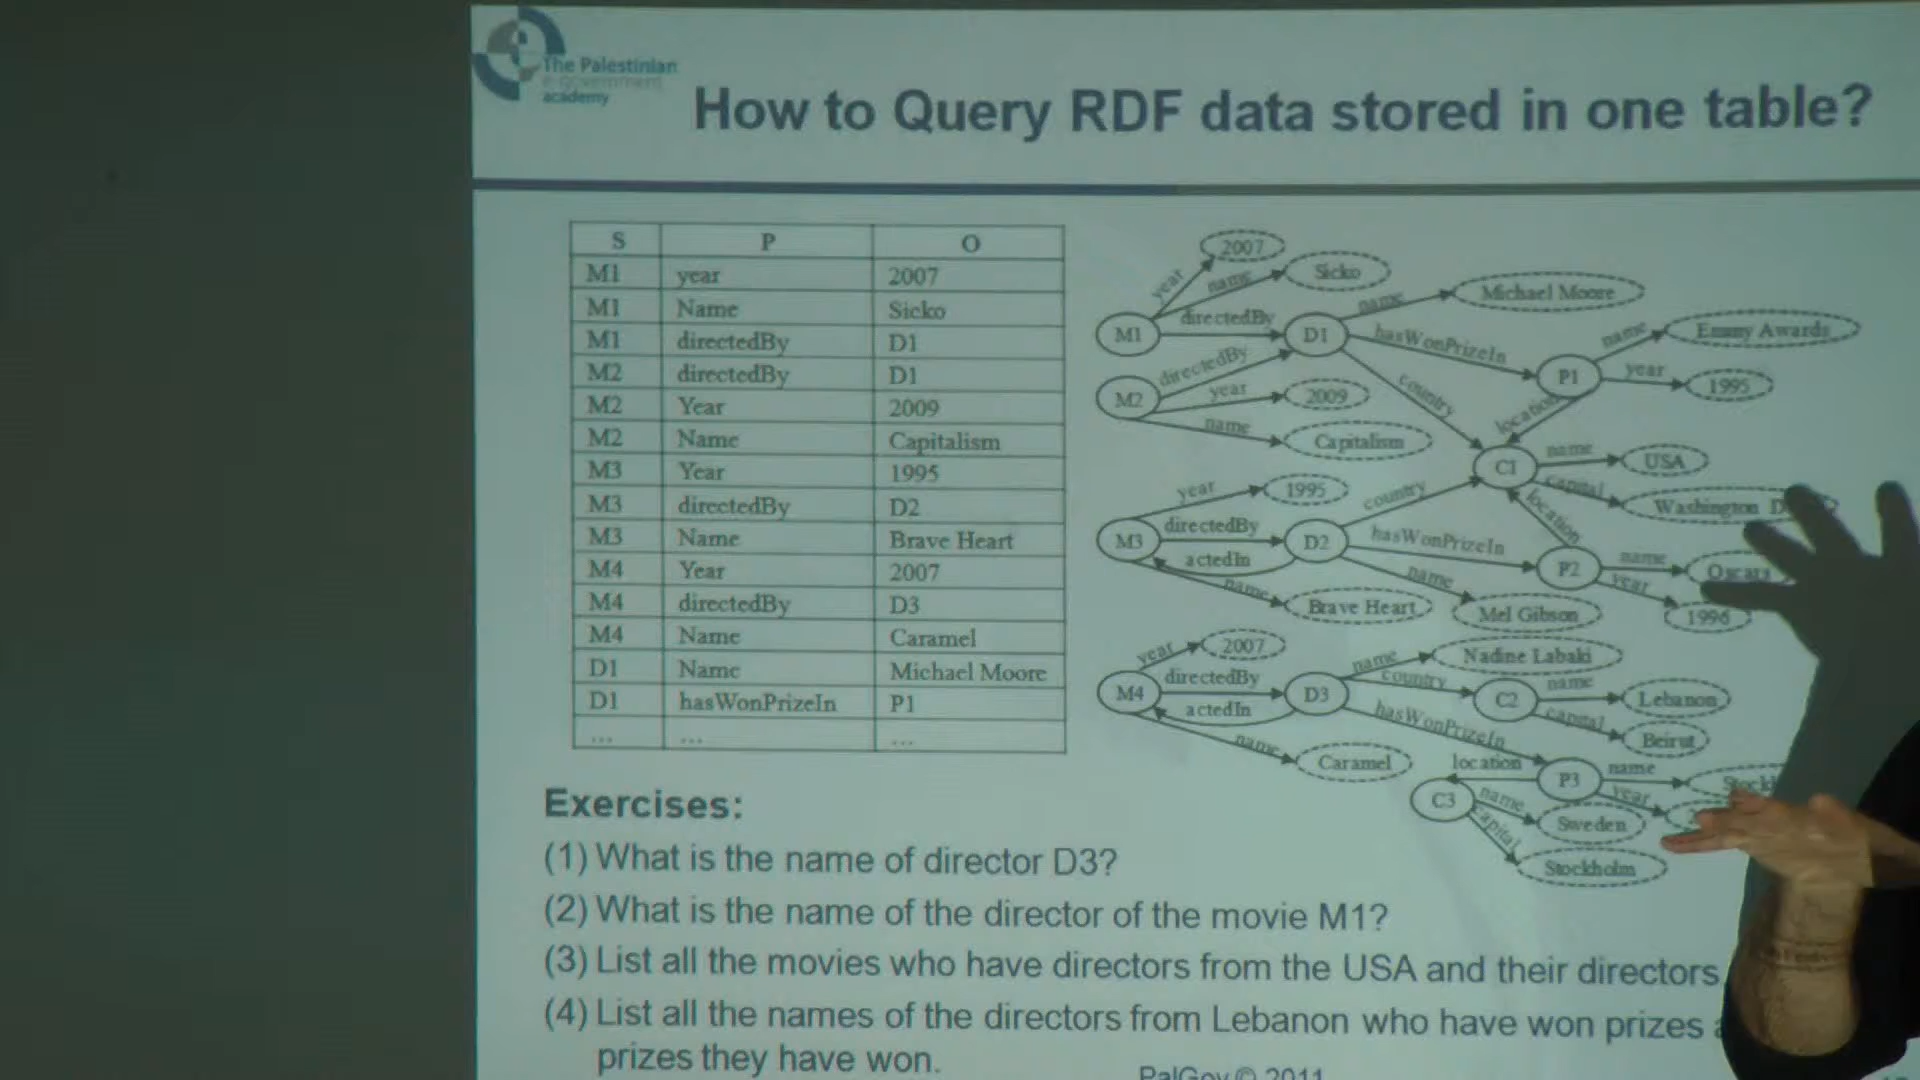 The Palestinian
e-government
academy
How to Query RDF data stored in one table?
S P O
M1 year 2007
M1 Name Sicko
M1 directedBy D1
M2 directedBy D1
M2 Year 2009
M2 Name Capitalism
M3 Year 1995
M3 directedBy D2
M3 Name Brave Heart
M4 Year 2007
M4 directedBy D3
M4 Name Caramel
D1 Name Michael Moore
D1 hasWonPrizeIn P1
... ... ...
2007
year
name
Sicko
name
Michael Moore
M1
directedBy
D1
hasWonPrizeIn
name
Emmy Awards
P1
year
1995
directedBy
M2
year
2009
name
Capitalism
country
location
C1
name
USA
capital
Washington
year
1995
country
location
M3
directedBy
D2
hasWonPrizeIn
actedIn
name
Brave Heart
name
Mel Gibson
P2
name
Oscars
year
1996
year
2007
name
Nadine Labaki
M4
directedBy
D3
country
C2
name
Lebanon
capital
Beirut
actedIn
hasWonPrizeIn
name
Caramel
location
P3
name
year
C3
name
Sweden
capital
Stockholm
Exercises:
(1) What is the name of director D3?
(2) What is the name of the director of the movie M1?
(3) List all the movies who have directors from the USA and their directors
(4) List all the names of the directors from Lebanon who have won prizes
prizes they have won.
PalGov © 2011